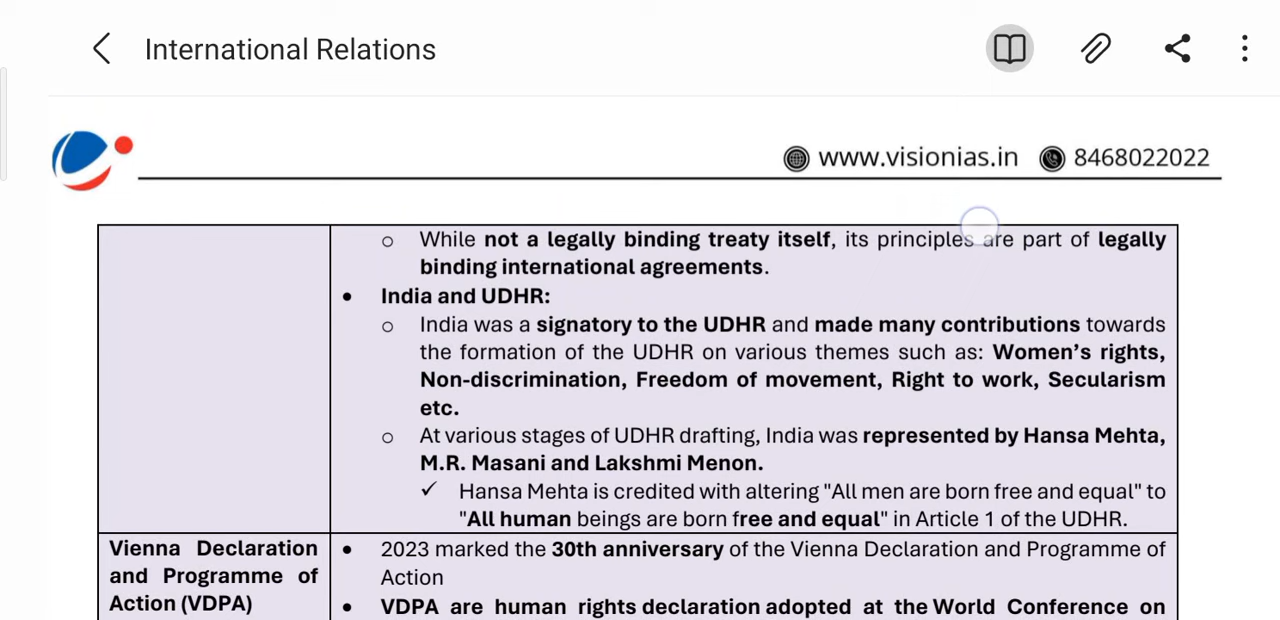 International Relations
www.visionias.in 8468022022
○ While not a legally binding treaty itself, its principles are part of legally
binding international agreements.
• India and UDHR:
○ India was a signatory to the UDHR and made many contributions towards
the formation of the UDHR on various themes such as: Women’s rights,
Non-discrimination, Freedom of movement, Right to work, Secularism
etc.
○ At various stages of UDHR drafting, India was represented by Hansa Mehta,
M.R. Masani and Lakshmi Menon.
✓ Hansa Mehta is credited with altering "All men are born free and equal" to
"All human beings are born free and equal" in Article 1 of the UDHR.
Vienna Declaration
and Programme of
Action (VDPA)
• 2023 marked the 30th anniversary of the Vienna Declaration and Programme of
Action
• VDPA are human rights declaration adopted at the World Conference on